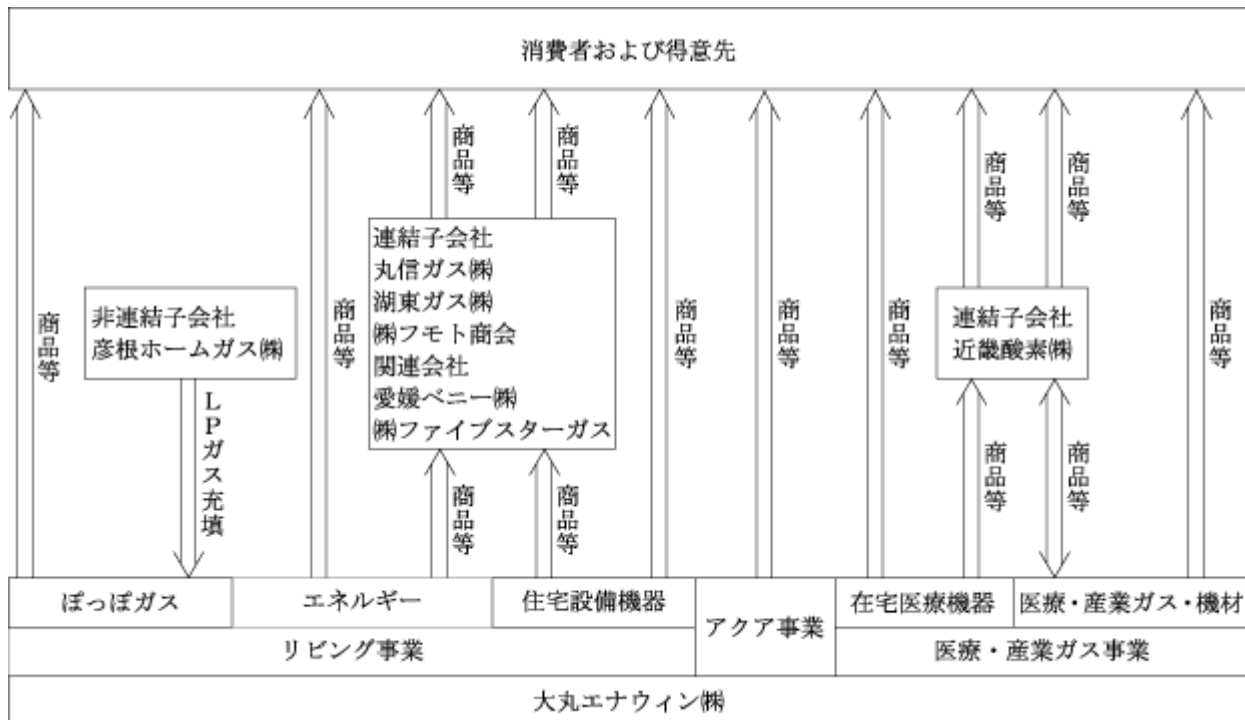 消費者および得意先
商品等
商品等
商品等
商品等
商品等
商品等
商品等
商品等
商品等
商品等
非連結子会社
彦根ホームガス㈱
LPガス充填
連結子会社
丸信ガス㈱
湖東ガス㈱
㈱フモト商会
関連会社
愛媛ベニー㈱
㈱ファイブスターガス
連結子会社
近畿酸素㈱
商品等
商品等
商品等
商品等
ぽっぽガス
エネルギー
住宅設備機器
アクア事業
在宅医療機器
医療・産業ガス・機材
リビング事業
医療・産業ガス事業
大丸エナウィン㈱